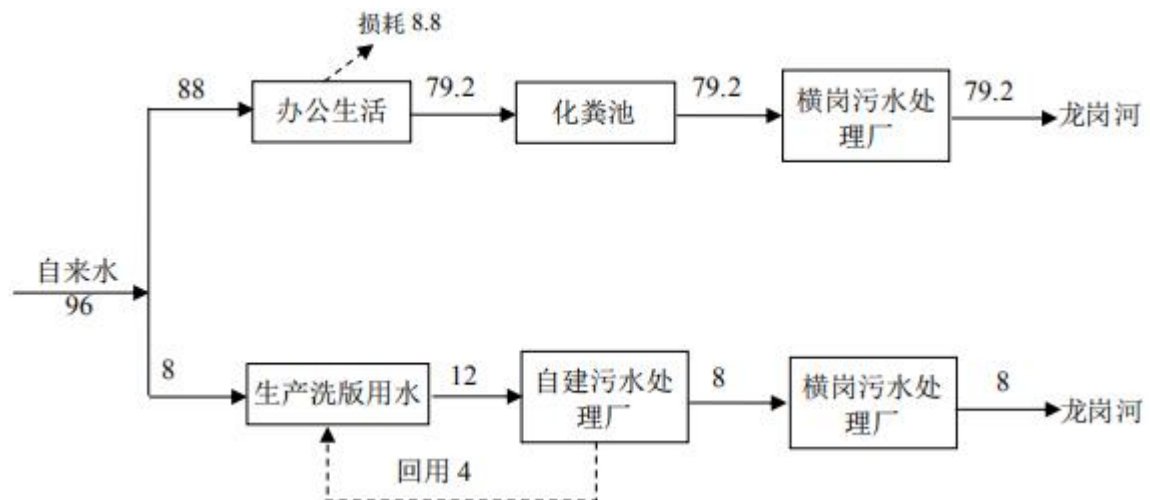 损耗 8.8
88
办公生活
79.2
化粪池
79.2
横岗污水处
理厂
79.2
龙岗河
自来水
96
8
生产洗版用水
12
自建污水处
理厂
8
横岗污水处
理厂
8
龙岗河
回用 4